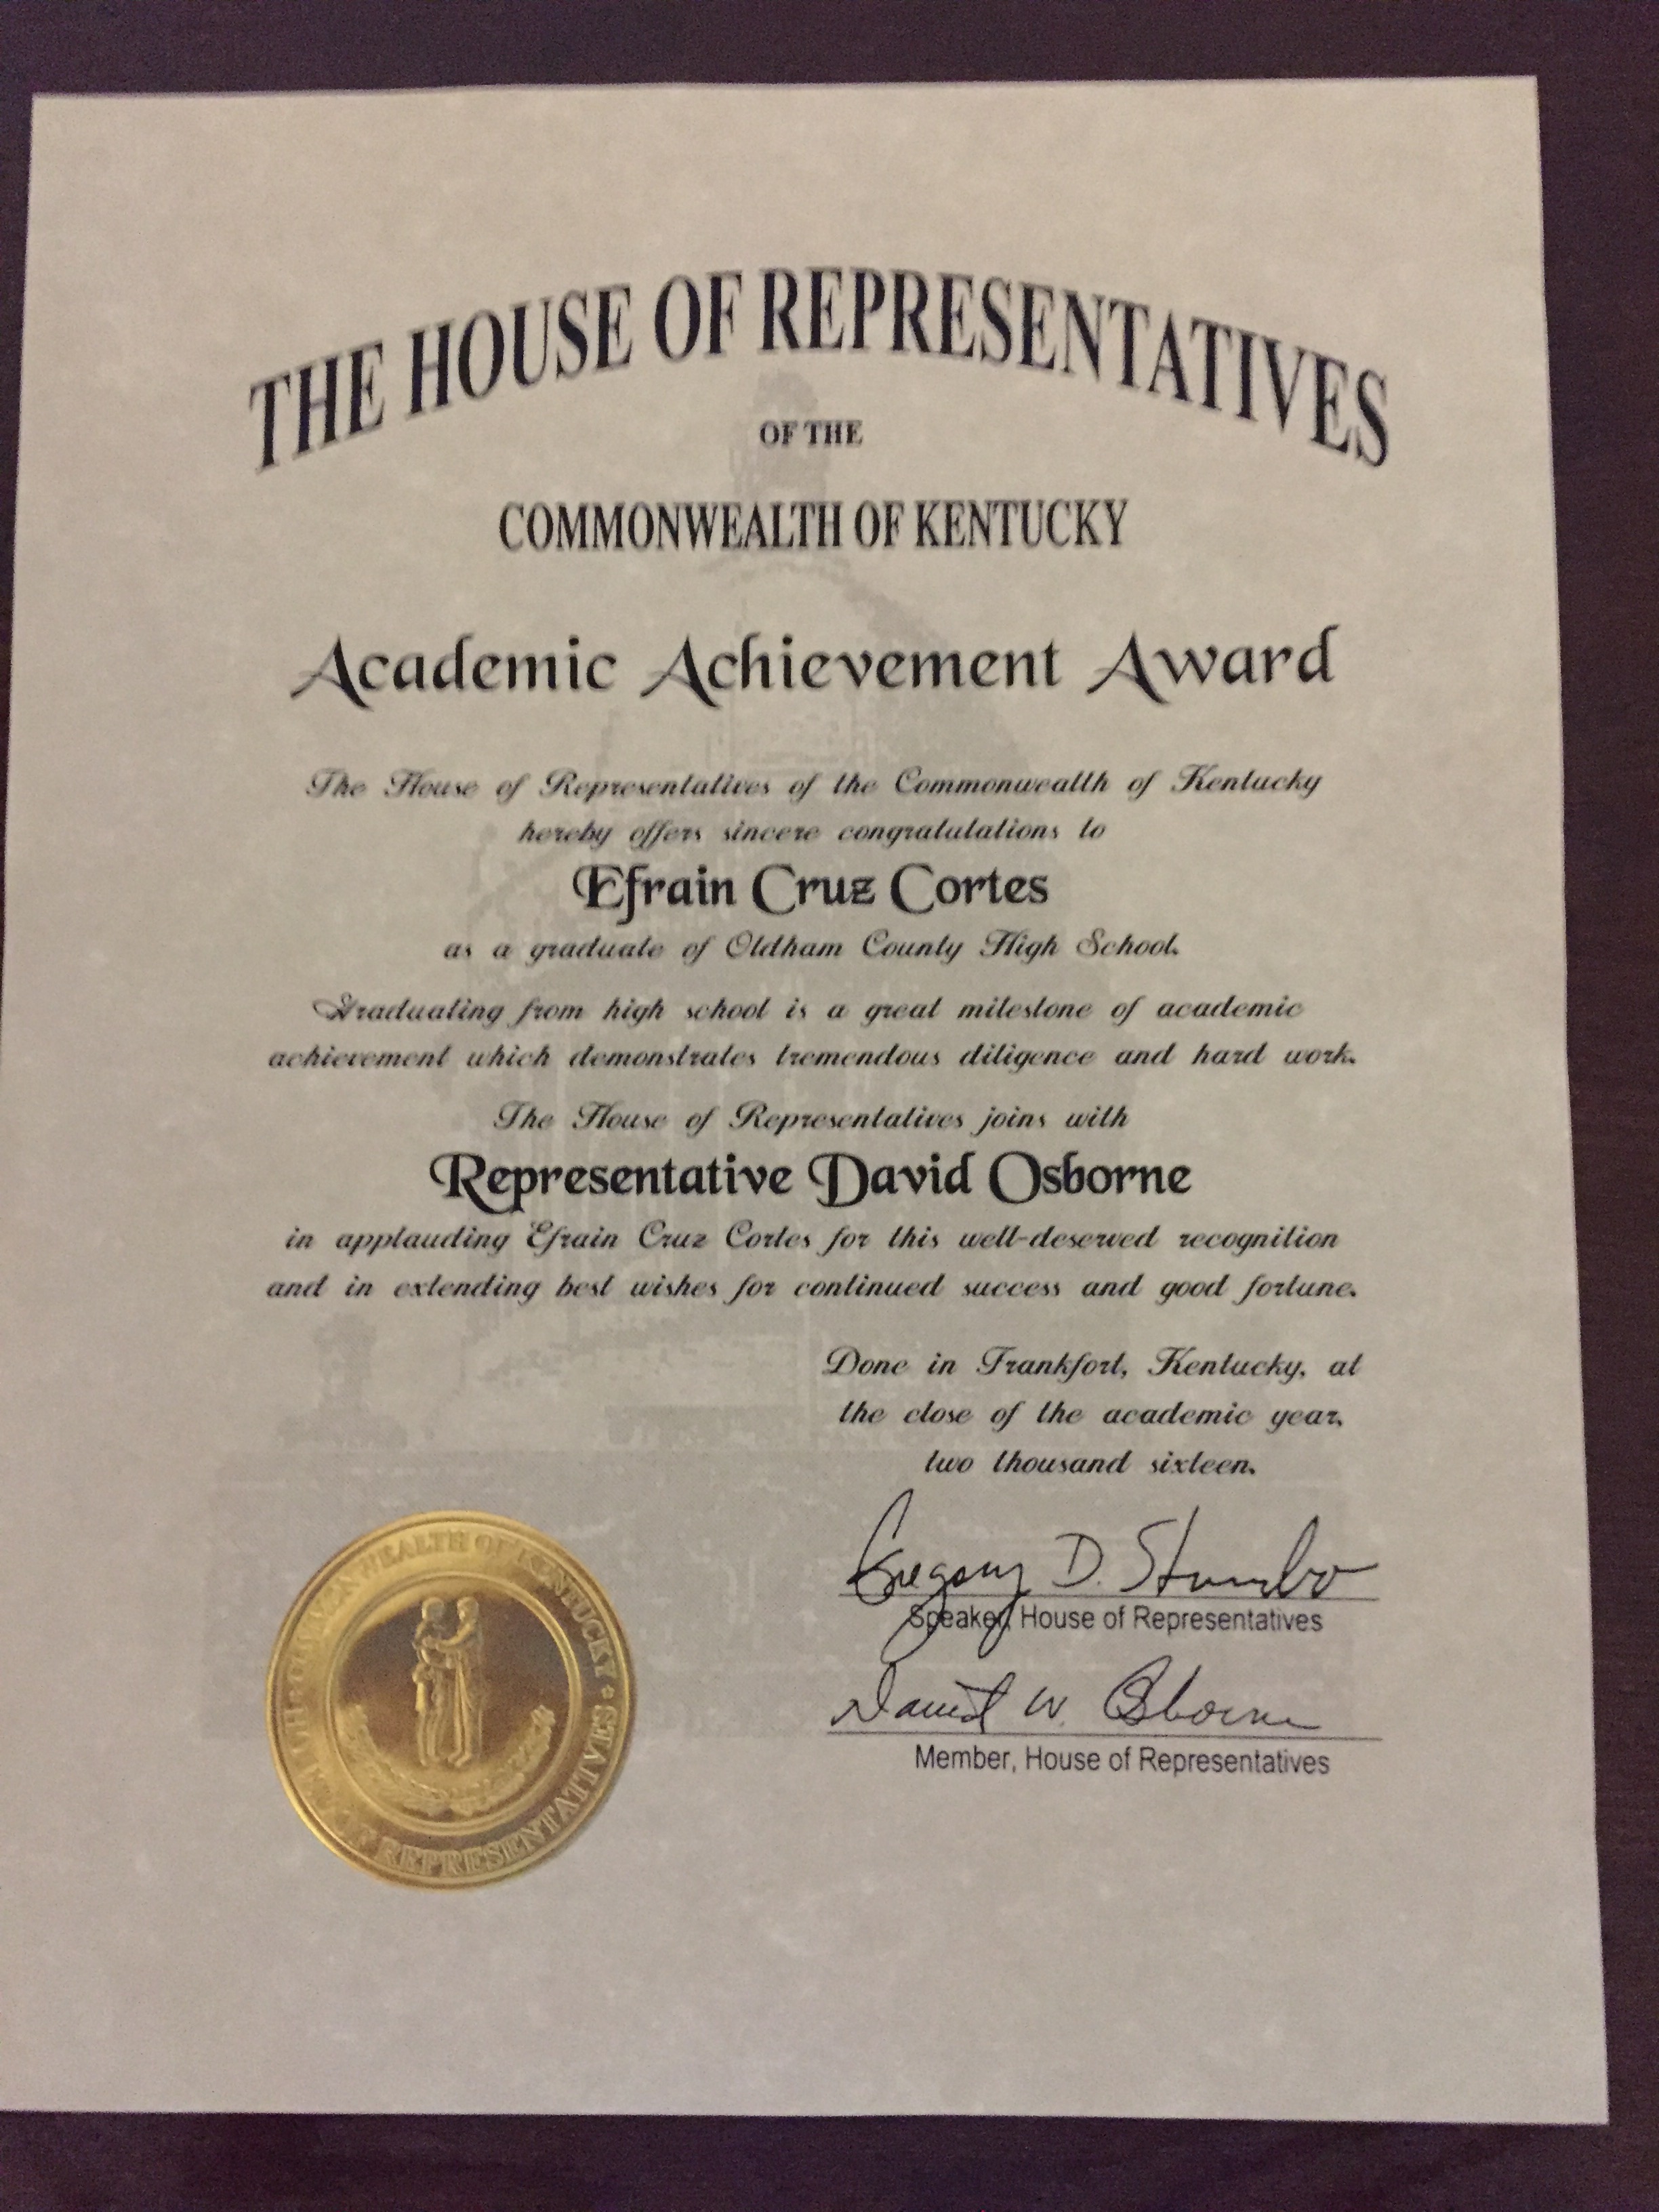 THE HOUSE OF REPRESENTATIVES
OF THE
COMMONWEALTH OF KENTUCKY
Academic Achievement Award
The House of Representatives of the Commonwealth of Kentucky
hereby offers sincere congratulations to
Efrain Cruz Cortes
as a graduate of Oldham County High School.
Graduating from high school is a great milestone of academic
achievement which demonstrates tremendous diligence and hard work.
The House of Representatives joins with
Representative David Osborne
in applauding Efrain Cruz Cortes for this well-deserved recognition
and in extending best wishes for continued success and good fortune.
Done in Frankfort, Kentucky, at
the close of the academic year,
two thousand sixteen.
Gregory D. Stumbo
Speaker, House of Representatives
David W. Osborne
Member, House of Representatives
WEALTH OF KENTUCKY
REPRESENTATIVES